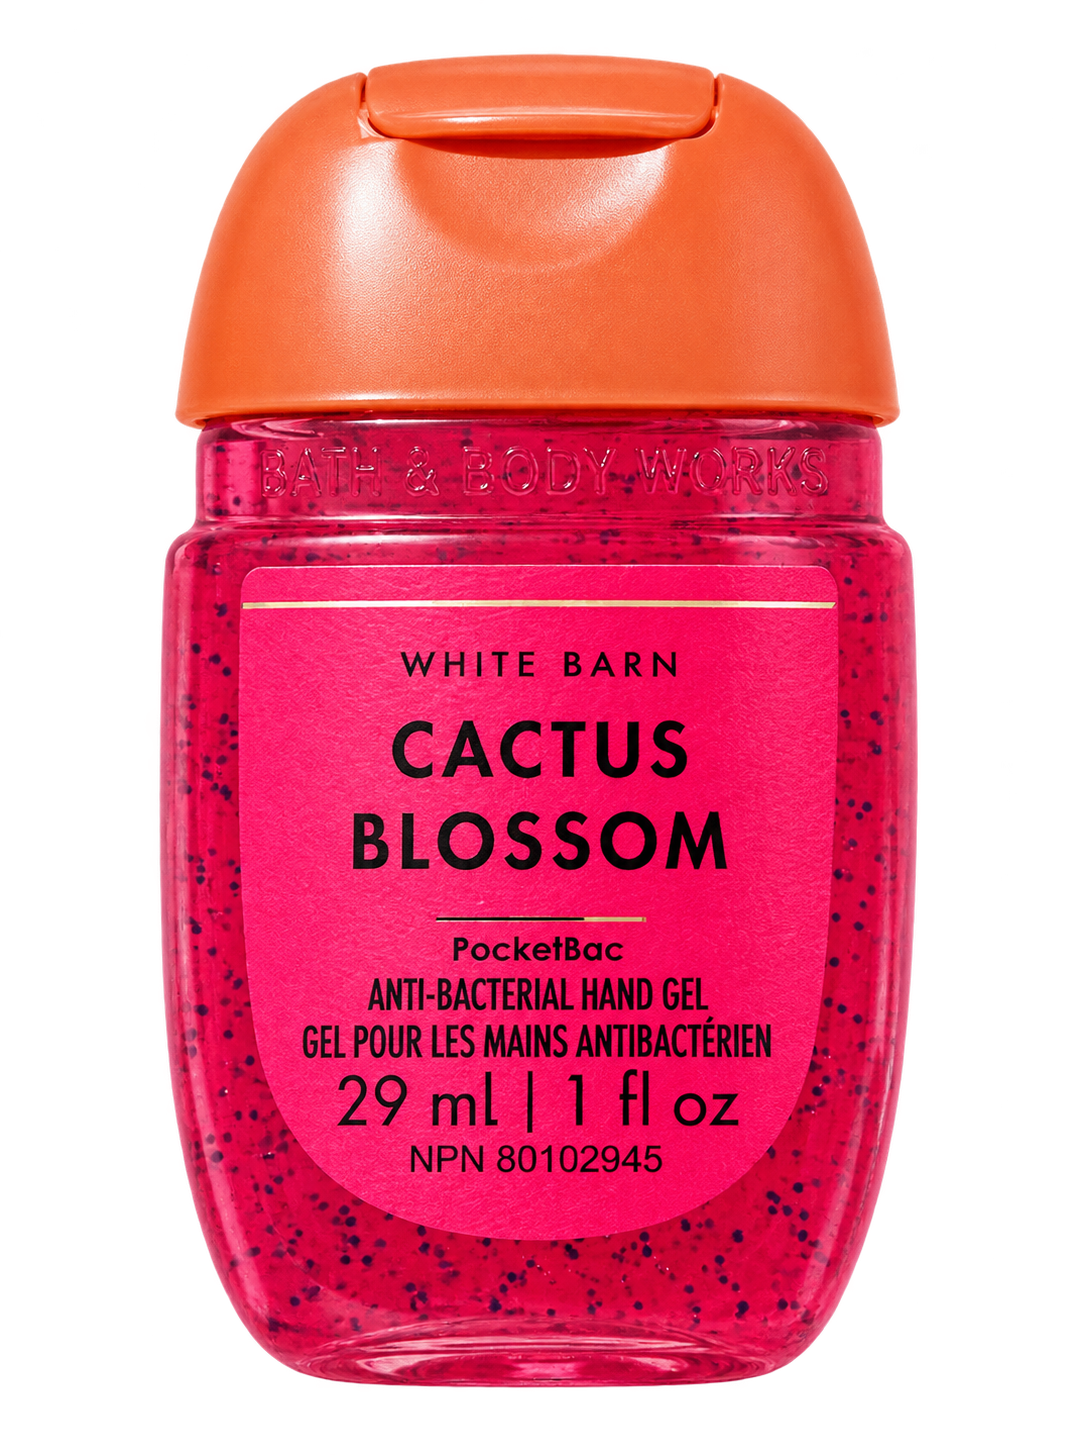 BATH & BODY WORKS
WHITE BARN
CACTUS
BLOSSOM
PocketBac
ANTI-BACTERIAL HAND GEL
GEL POUR LES MAINS ANTIBACTÉRIEN
29 ml | 1 fl oz
NPN 80102945